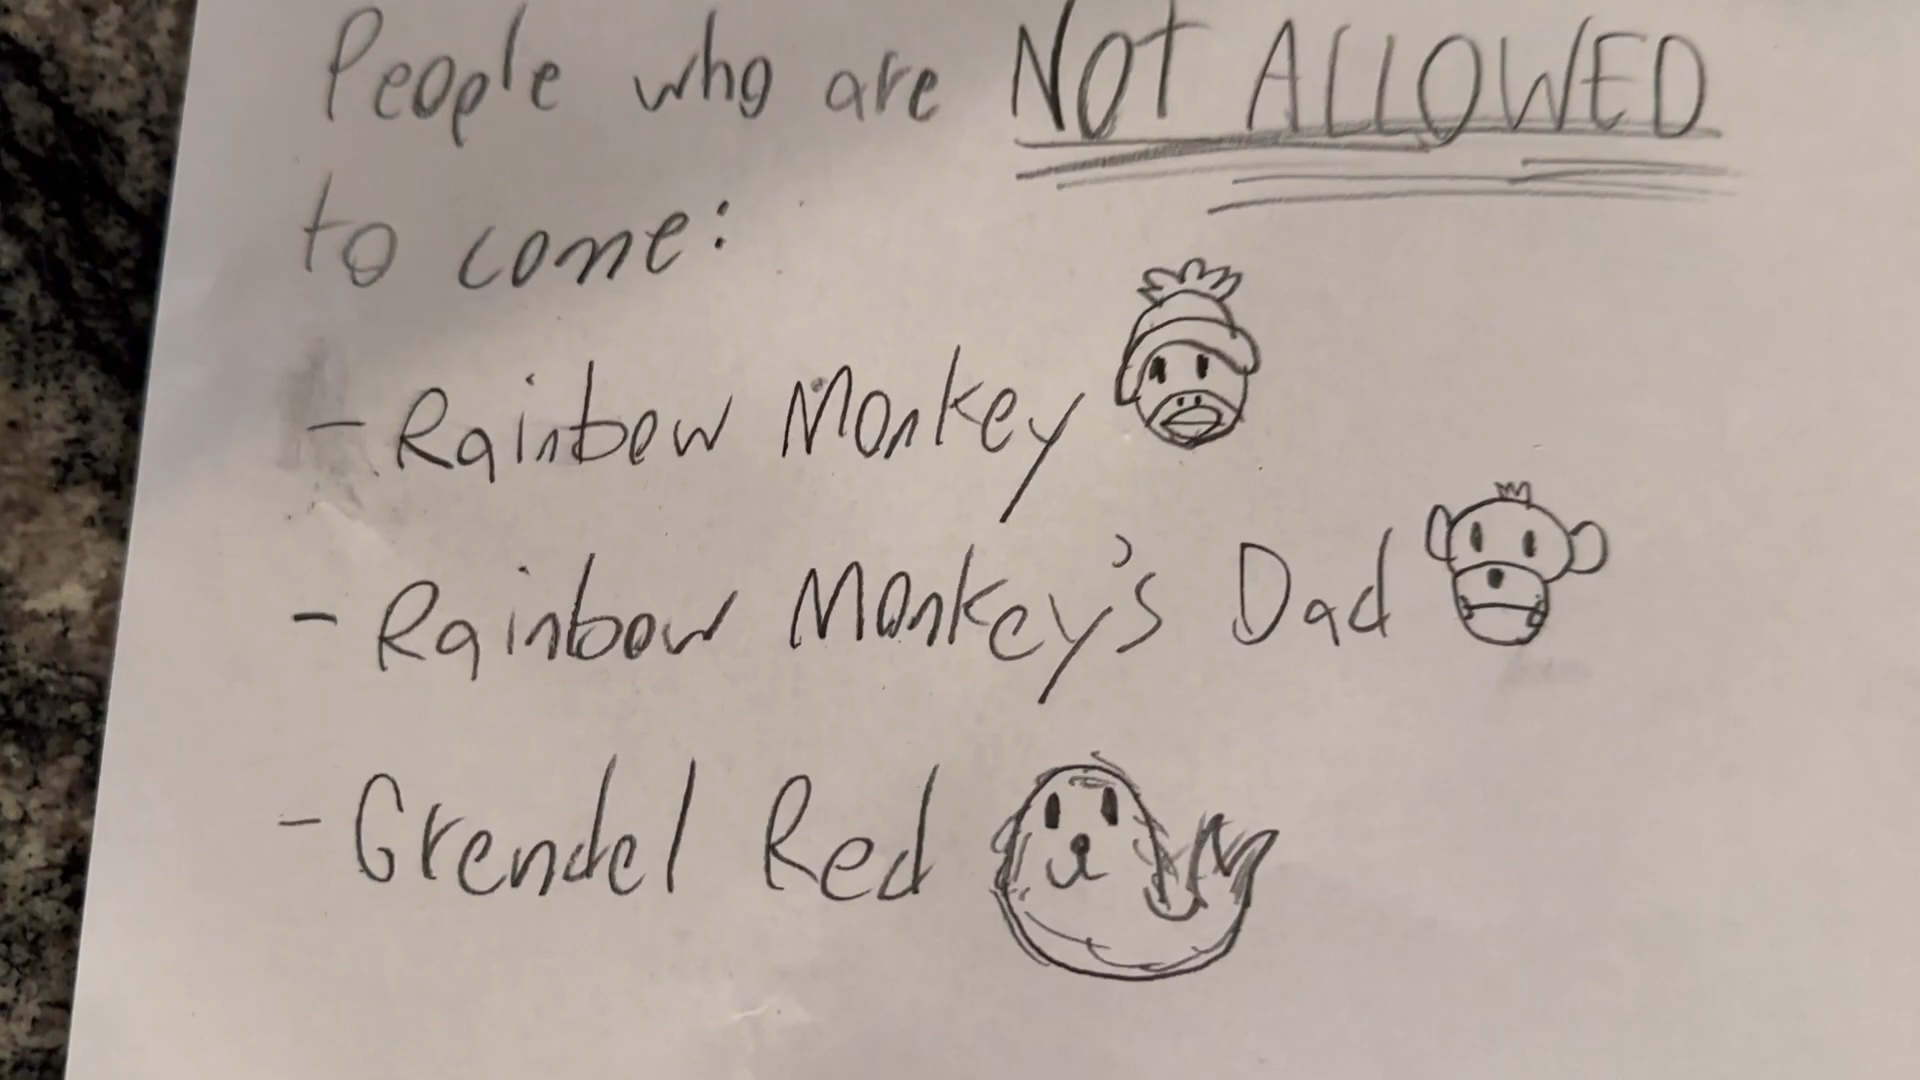 People who are NOT ALLOWED
to come:
- Rainbow Monkey
- Rainbow Monkey's Dad
- Grendel Red